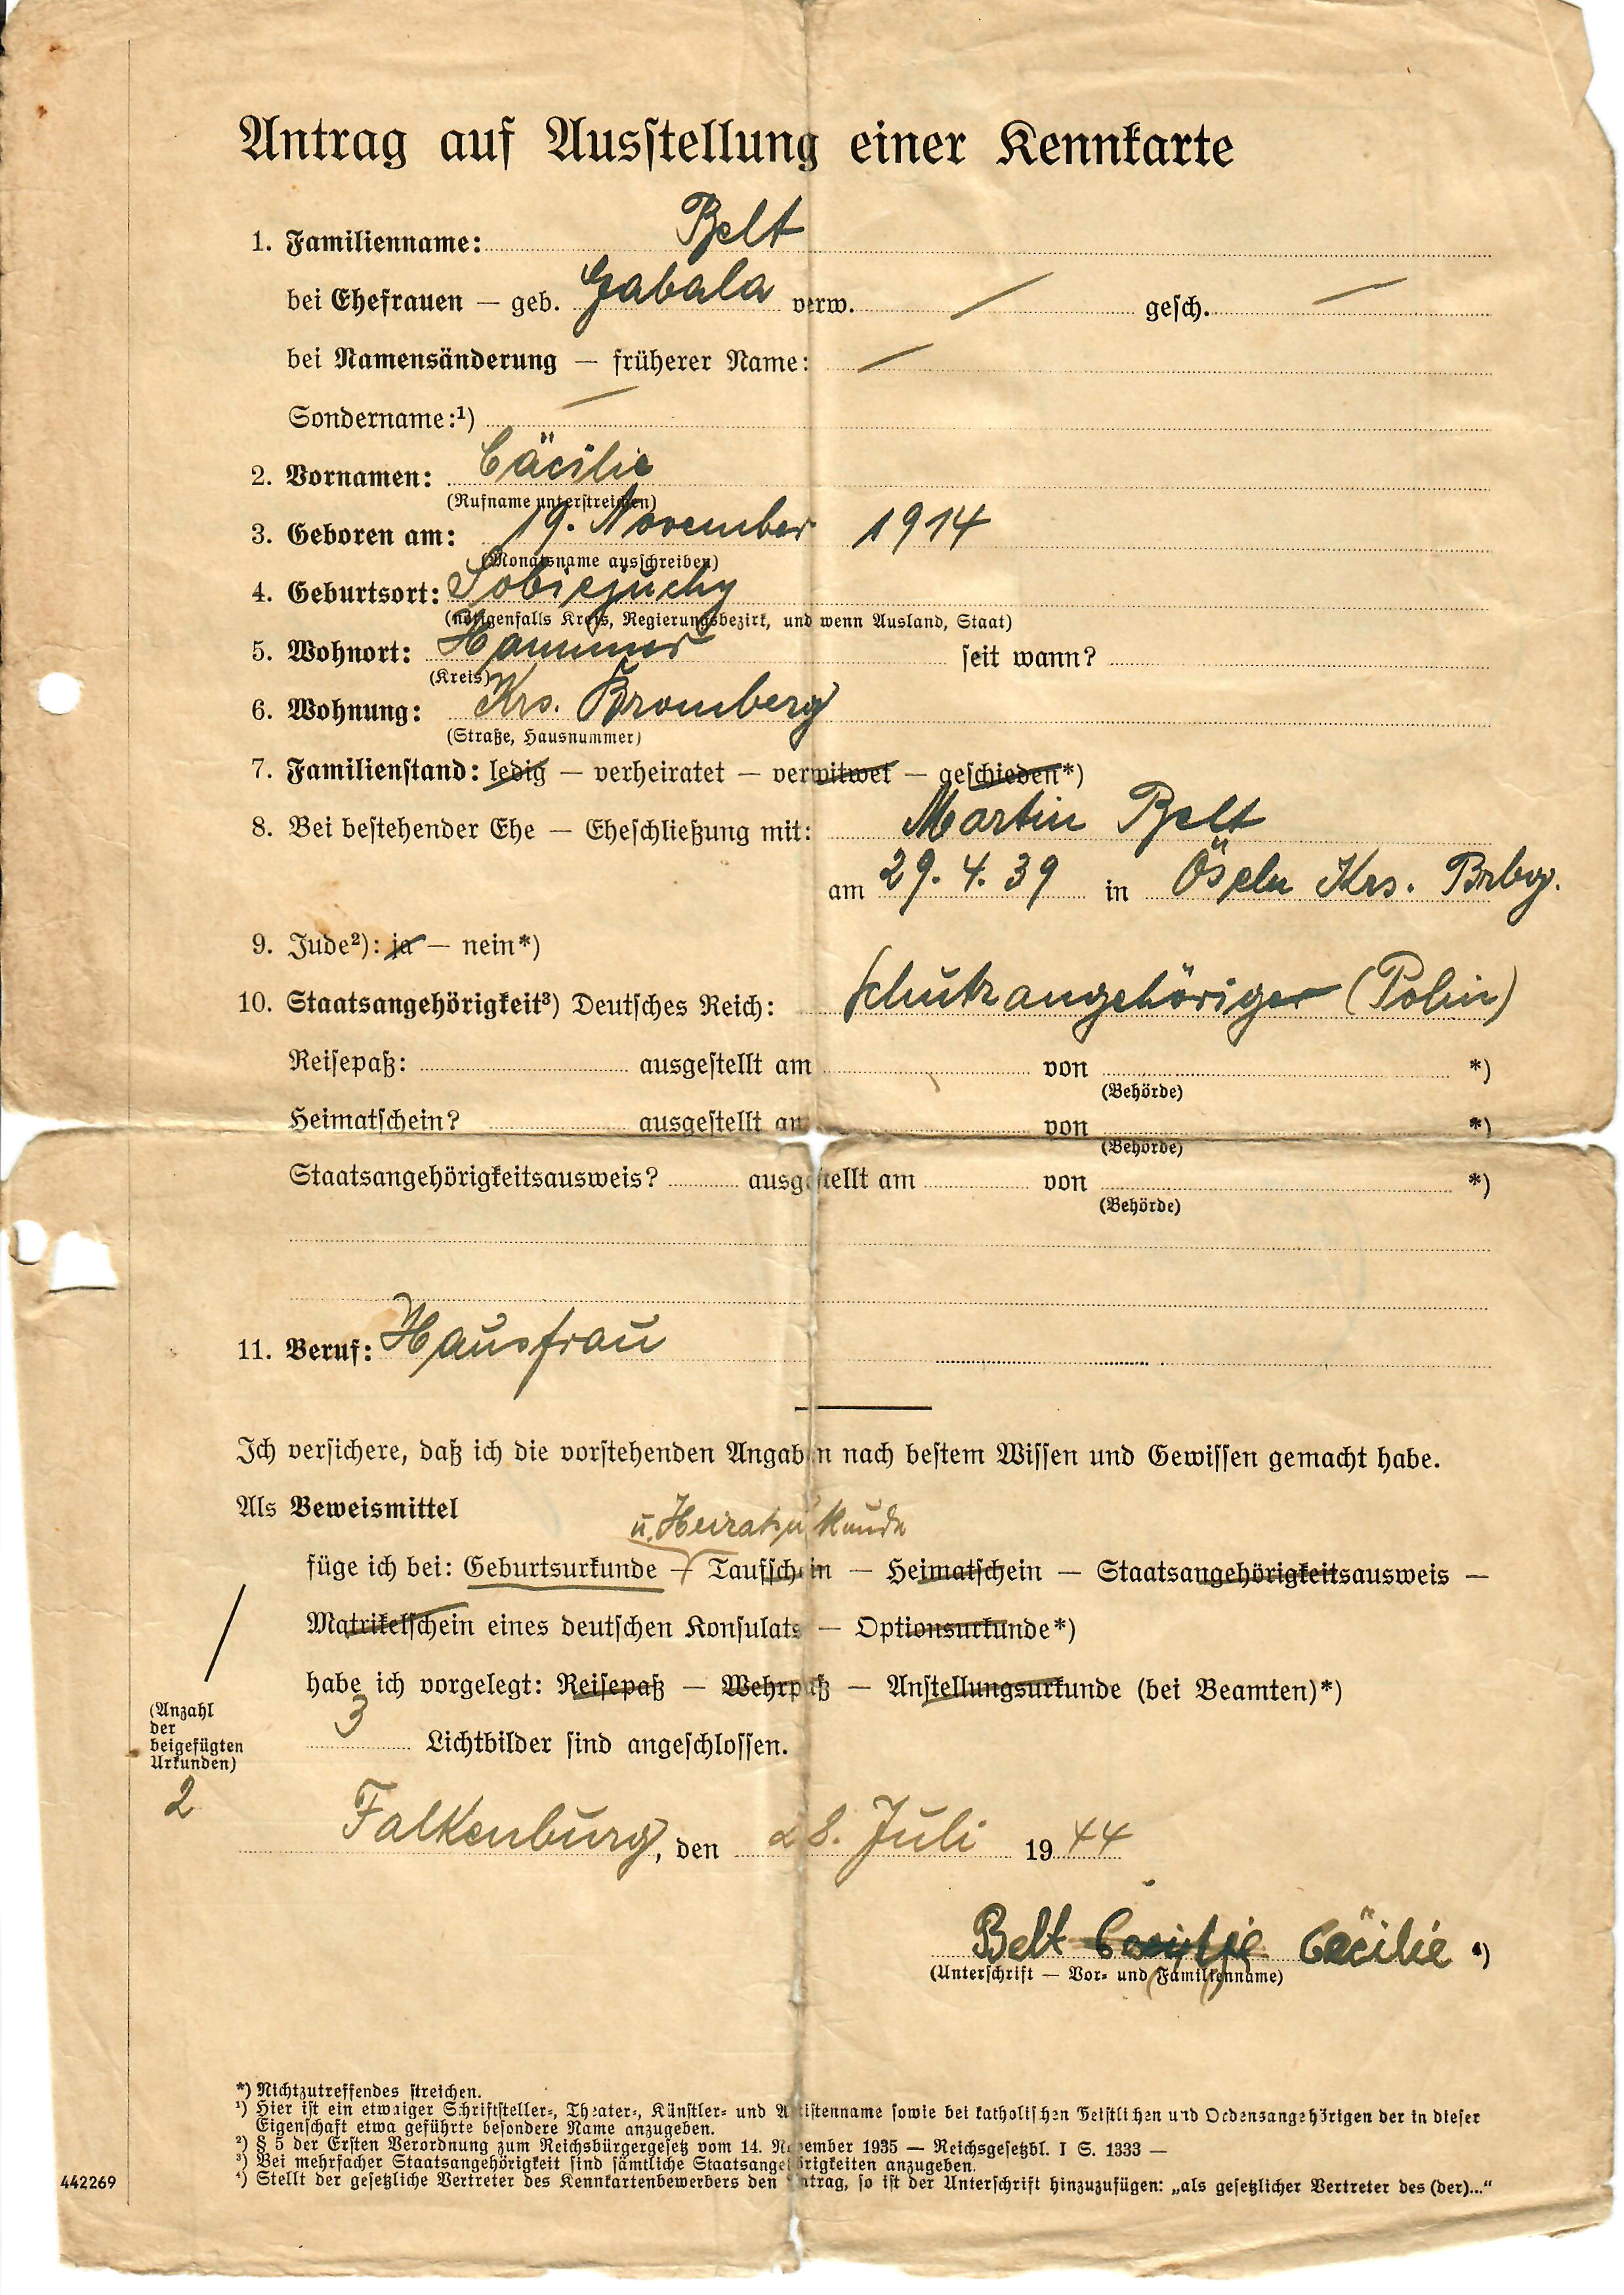 Antrag auf Ausstellung einer Kennkarte
1. Familienname: Belt
bei Ehefrauen — geb. Gabala verw. — gesch. —
bei Namensänderung — früherer Name: —
Sondername:¹) —
2. Vornamen: Cäcilie
(Rufname unterstreichen)
3. Geboren am: 19. November 1914
(Monatsname ausschreiben)
4. Geburtsort: Sobiejuchy
(nötigenfalls Kreis, Regierungsbezirk, und wenn Ausland, Staat)
5. Wohnort: Hammer seit wann?
(Kreis)
6. Wohnung: Krs. Bromberg
(Straße, Hausnummer)
7. Familienstand: ledig — verheiratet — verwitwet — geschieden*)
8. Bei bestehender Ehe — Eheschließung mit: Martin Belt
am 29. 4. 39 in Öseln Krs. Brbg.
9. Jude²): ja — nein*)
10. Staatsangehörigkeit³) Deutsches Reich: Schutzangehöriger (Polin)
Reisepaß: ausgestellt am von *)
(Behörde)
Heimatschein? ausgestellt am von *)
(Behörde)
Staatsangehörigkeitsausweis? ausgestellt am von *)
(Behörde)
11. Beruf: Hausfrau
Ich versichere, daß ich die vorstehenden Angaben nach bestem Wissen und Gewissen gemacht habe.
Als Beweismittel
u. Heiratsurkunde
füge ich bei: Geburtsurkunde — Taufschein — Heimatschein — Staatsangehörigkeitsausweis —
Matrikelschein eines deutschen Konsulats — Optionsurkunde*)
habe ich vorgelegt: Reisepaß — Wehrpaß — Anstellungsurkunde (bei Beamten)*)
(Anzahl
der
beigefügten
Urkunden)
2
3 Lichtbilder sind angeschlossen.
Falkenburg, den 28. Juli 1944
Belt Cäcilie ⁴)
(Unterschrift — Vor- und Familienname)
*) Nichtzutreffendes streichen.
¹) Hier ist ein etwaiger Schriftsteller-, Theater-, Künstler- und Artistenname sowie bei katholischen Geistlichen und Ordensangehörigen der in dieser
Eigenschaft etwa geführte besondere Name anzugeben.
²) § 5 der Ersten Verordnung zum Reichsbürgergesetz vom 14. November 1935 — Reichsgesetzbl. I S. 1333 —
³) Bei mehrfacher Staatsangehörigkeit sind sämtliche Staatsangehörigkeiten anzugeben.
⁴) Stellt der gesetzliche Vertreter des Kennkartenbewerbers den Antrag, so ist der Unterschrift hinzuzufügen: „als gesetzlicher Vertreter des (der)..."
442269